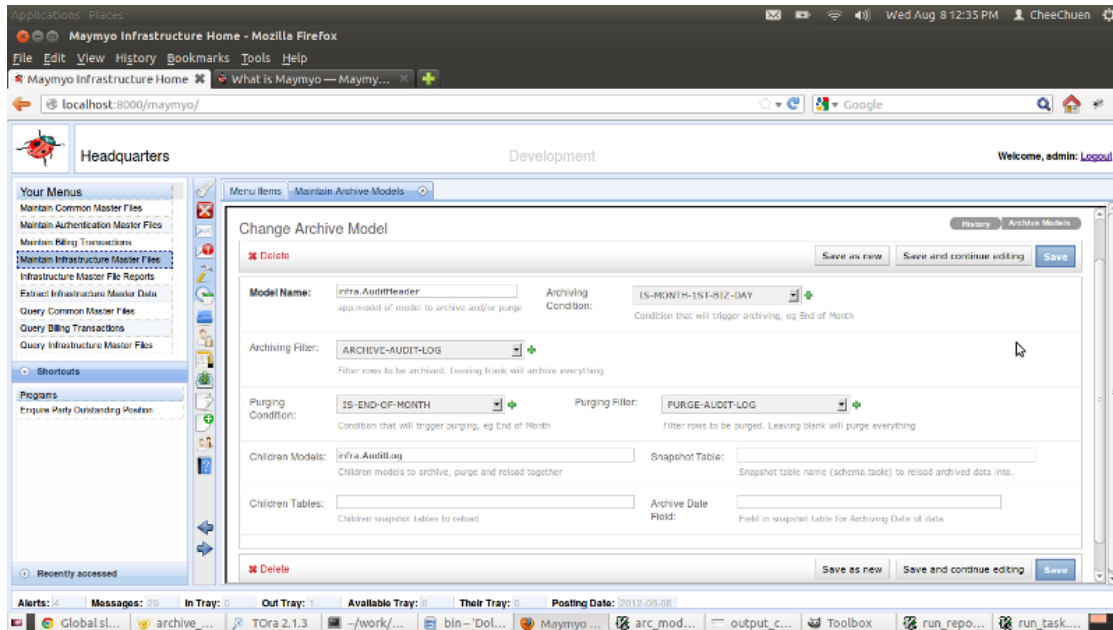 Applications Places
Wed Aug 8 12:35 PM CheeChuen
Maymyo Infrastructure Home - Mozilla Firefox
File Edit View History Bookmarks Tools Help
Maymyo Infrastructure Home
What is Maymyo — Maymy...
localhost:8000/maymyo/
Google
Headquarters
Development
Welcome, admin: Logout
Your Menus
Maintain Common Master Files
Maintain Authentication Master Files
Maintain Billing Transactions
Maintain Infrastructure Master Files
Infrastructure Master File Reports
Extract Infrastructure Master Data
Query Common Master Files
Query Billing Transactions
Query Infrastructure Master Files
Shortcuts
Programs
Enquire Party Outstanding Position
Recently accessed
Menu Items
Maintain Archive Models
Change Archive Model
History
Archive Models
Delete
Save as new
Save and continue editing
Save
Model Name:
infra.AuditHeader
app.model of model to archive and/or purge
Archiving Condition:
IS-MONTH-1ST-BIZ-DAY
Condition that will trigger archiving, eg End of Month
Archiving Filter:
ARCHIVE-AUDIT-LOG
Filter rows to be archived. Leaving blank will archive everything
Purging Condition:
IS-END-OF-MONTH
Condition that will trigger purging, eg End of Month
Purging Filter:
PURGE-AUDIT-LOG
Filter rows to be purged. Leaving blank will purge everything
Children Models:
infra.AuditLog
Children models to archive, purge and reload together
Snapshot Table:
Snapshot table name (schema.table) to reload archived data into.
Children Tables:
Children snapshot tables to reload
Archive Date Field:
Field in snapshot table for Archiving Date of data
Delete
Save as new
Save and continue editing
Save
Alerts: 4 Messages: 29 In Tray: 0 Out Tray: 1 Available Tray: 0 Their Tray: 0 Posting Date: 2012-08-08
Global sl... archive_... TOra 2.1.3 ~/work/... bin – 'Dol... Maymyo ... arc_mod... output_c... Toolbox run_repo... run_task....